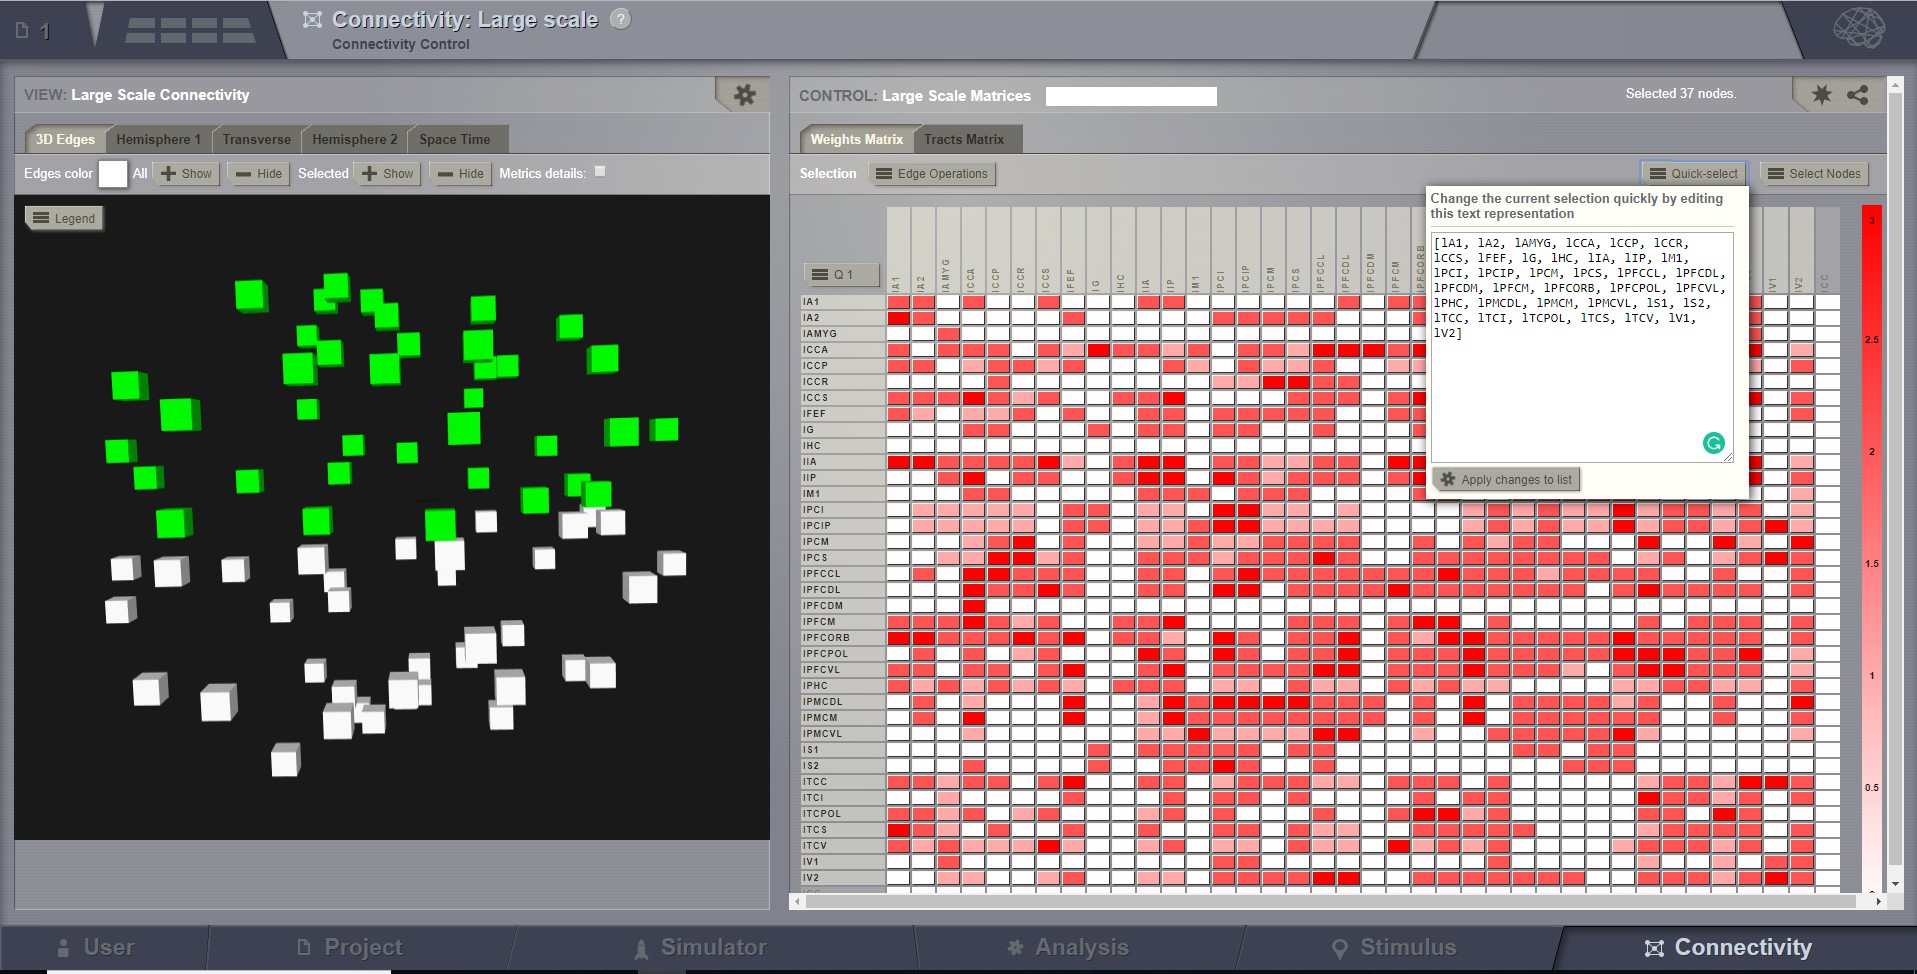 1
Connectivity: Large scale ?
Connectivity Control
VIEW: Large Scale Connectivity
3D Edges
Hemisphere 1
Transverse
Hemisphere 2
Space Time
Edges color
All
Show
Hide
Selected
Show
Hide
Metrics details:
Legend
CONTROL: Large Scale Matrices
Selected 37 nodes.
Weights Matrix
Tracts Matrix
Selection
Edge Operations
Quick-select
Select Nodes
Change the current selection quickly by editing
this text representation
[lA1, lA2, lAMYG, lCCA, lCCP, lCCR,
lCCS, lFEF, lG, lHC, lIA, lIP, lM1,
lPCI, lPCIP, lPCM, lPCS, lPFCCL, lPFCDL,
lPFCDM, lPFCM, lPFCORB, lPFCPOL, lPFCVL,
lPHC, lPMCDL, lPMCM, lPMCVL, lS1, lS2,
lTCC, lTCI, lTCPOL, lTCS, lTCV, lV1,
lV2]
Apply changes to list
Q 1
lA1
lA2
lAMYG
lCCA
lCCP
lCCR
lCCS
lFEF
lG
lHC
lIA
lIP
lM1
lPCI
lPCIP
lPCM
lPCS
lPFCCL
lPFCDL
lPFCDM
lPFCM
lPFCORB
lV1
lV2
lCC
lA1
lA2
lAMYG
lCCA
lCCP
lCCR
lCCS
lFEF
lG
lHC
lIA
lIP
lM1
lPCI
lPCIP
lPCM
lPCS
lPFCCL
lPFCDL
lPFCDM
lPFCM
lPFCORB
lPFCPOL
lPFCVL
lPHC
lPMCDL
lPMCM
lPMCVL
lS1
lS2
lTCC
lTCI
lTCPOL
lTCS
lTCV
lV1
lV2
3
2.5
2
1.5
1
0.5
User
Project
Simulator
Analysis
Stimulus
Connectivity